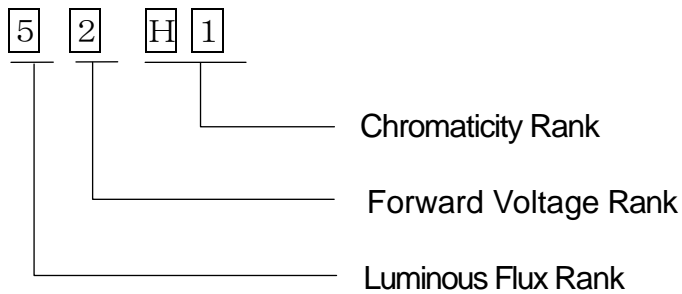 5 2 H 1
Chromaticity Rank
Forward Voltage Rank
Luminous Flux Rank